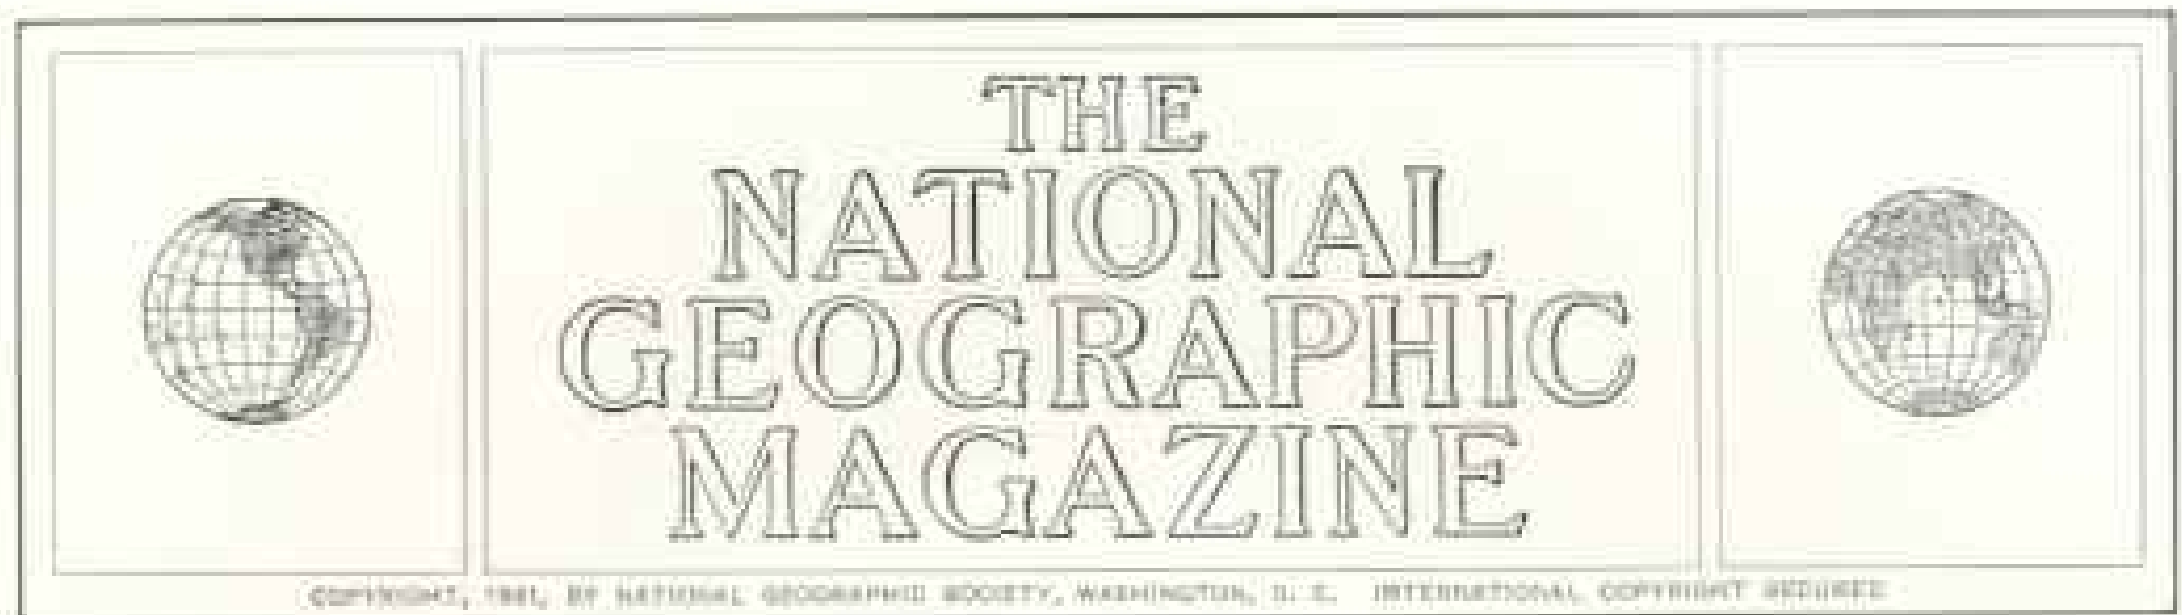 THE
NATIONAL
GEOGRAPHIC
MAGAZINE
COPYRIGHT, BY NATIONAL GEOGRAPHIC SOCIETY, WASHINGTON, D. C. INTERNATIONAL COPYRIGHT SECURED